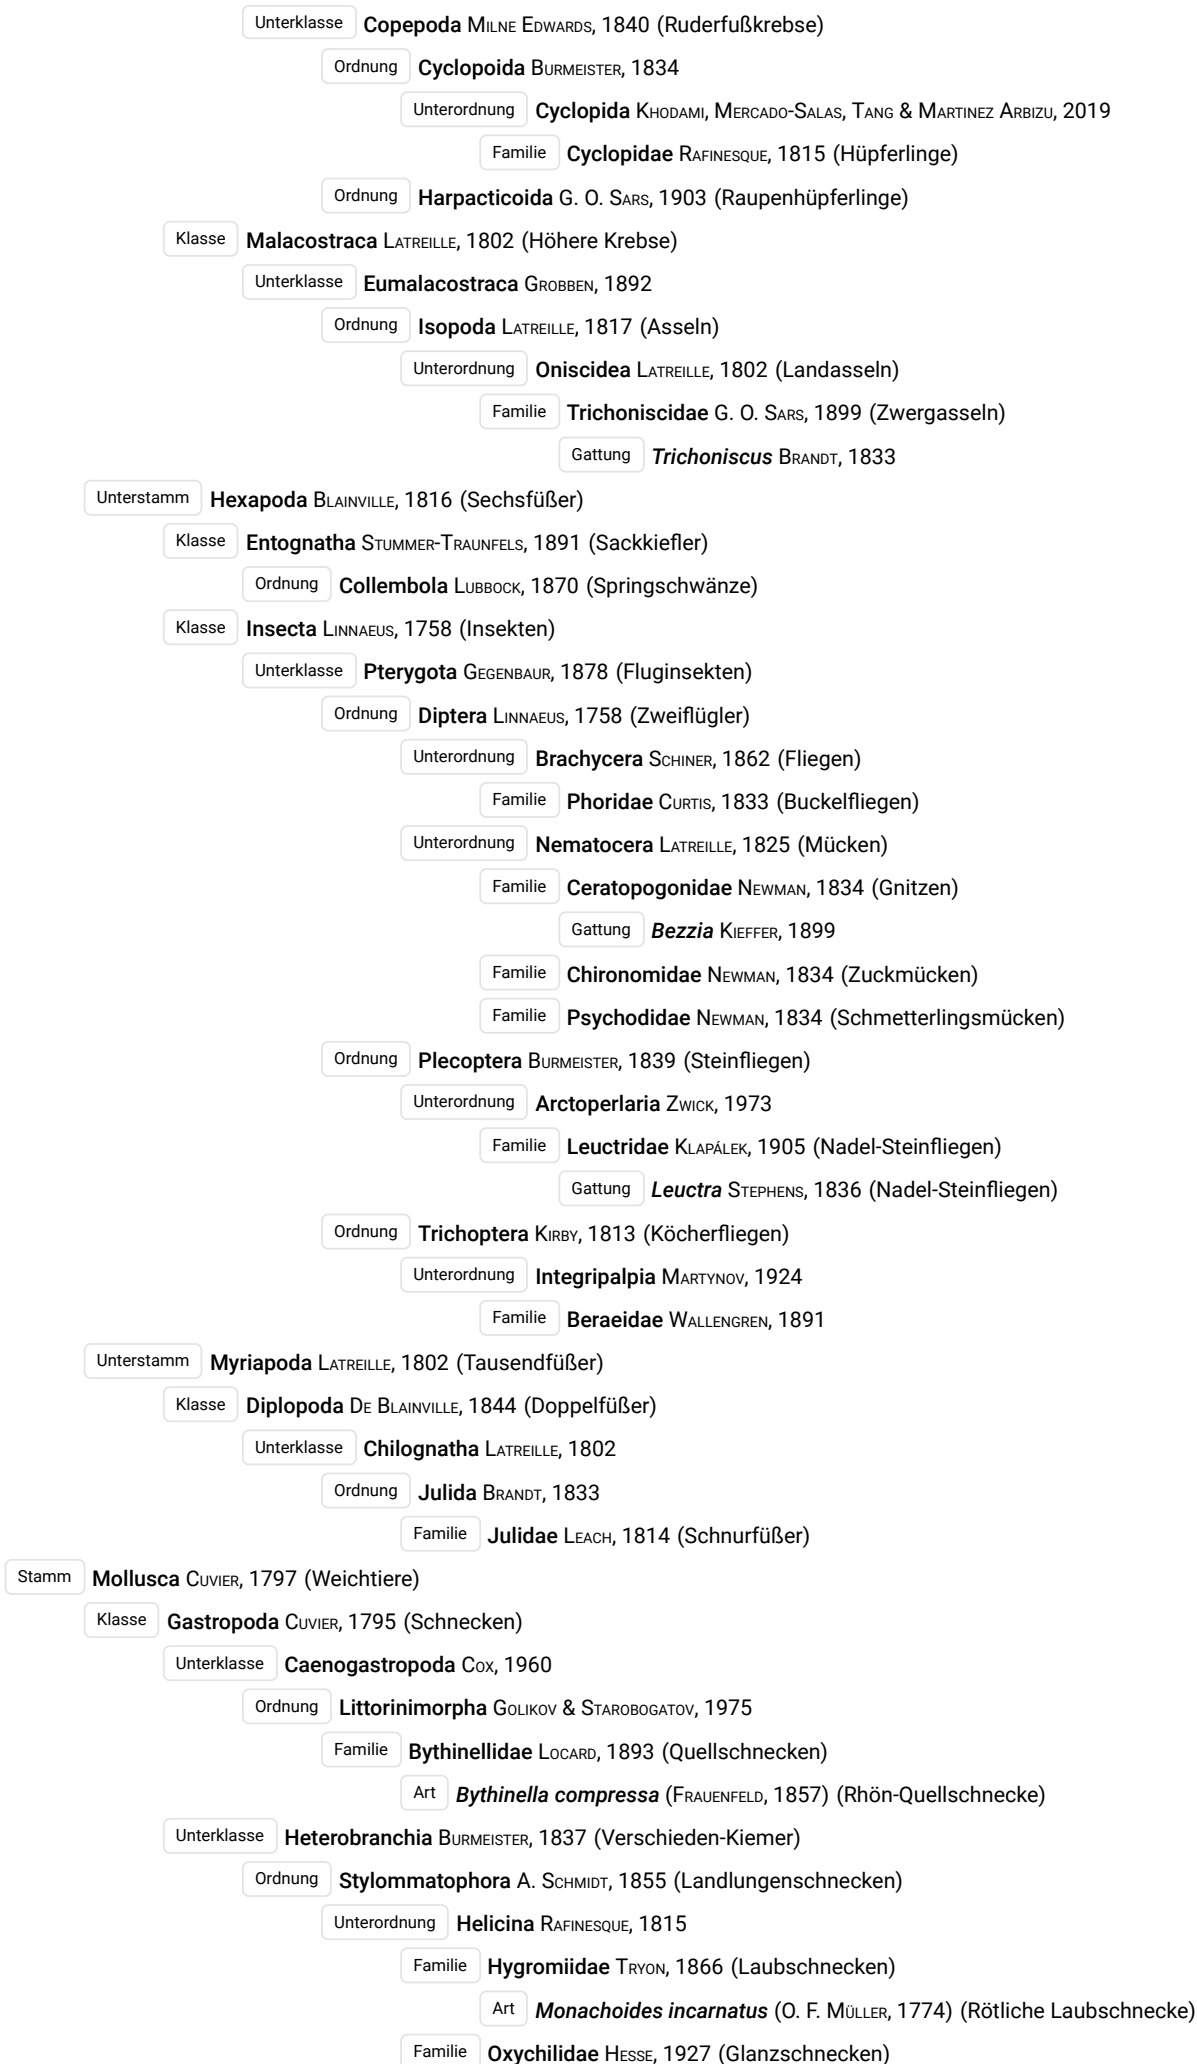 Unterklasse Copepoda Milne Edwards, 1840 (Ruderfußkrebse)
Ordnung Cyclopoida Burmeister, 1834
Unterordnung Cyclopida Khodami, Mercado-Salas, Tang & Martinez Arbizu, 2019
Familie Cyclopidae Rafinesque, 1815 (Hüpferlinge)
Ordnung Harpacticoida G. O. Sars, 1903 (Raupenhüpferlinge)
Klasse Malacostraca Latreille, 1802 (Höhere Krebse)
Unterklasse Eumalacostraca Grobben, 1892
Ordnung Isopoda Latreille, 1817 (Asseln)
Unterordnung Oniscidea Latreille, 1802 (Landasseln)
Familie Trichoniscidae G. O. Sars, 1899 (Zwergasseln)
Gattung Trichoniscus Brandt, 1833
Unterstamm Hexapoda Blainville, 1816 (Sechsfüßer)
Klasse Entognatha Stummer-Traunfels, 1891 (Sackkiefler)
Ordnung Collembola Lubbock, 1870 (Springschwänze)
Klasse Insecta Linnaeus, 1758 (Insekten)
Unterklasse Pterygota Gegenbaur, 1878 (Fluginsekten)
Ordnung Diptera Linnaeus, 1758 (Zweiflügler)
Unterordnung Brachycera Schiner, 1862 (Fliegen)
Familie Phoridae Curtis, 1833 (Buckelfliegen)
Unterordnung Nematocera Latreille, 1825 (Mücken)
Familie Ceratopogonidae Newman, 1834 (Gnitzen)
Gattung Bezzia Kieffer, 1899
Familie Chironomidae Newman, 1834 (Zuckmücken)
Familie Psychodidae Newman, 1834 (Schmetterlingsmücken)
Ordnung Plecoptera Burmeister, 1839 (Steinfliegen)
Unterordnung Arctoperlaria Zwick, 1973
Familie Leuctridae Klapálek, 1905 (Nadel-Steinfliegen)
Gattung Leuctra Stephens, 1836 (Nadel-Steinfliegen)
Ordnung Trichoptera Kirby, 1813 (Köcherfliegen)
Unterordnung Integripalpia Martynov, 1924
Familie Beraeidae Wallengren, 1891
Unterstamm Myriapoda Latreille, 1802 (Tausendfüßer)
Klasse Diplopoda De Blainville, 1844 (Doppelfüßer)
Unterklasse Chilognatha Latreille, 1802
Ordnung Julida Brandt, 1833
Familie Julidae Leach, 1814 (Schnurfüßer)
Stamm Mollusca Cuvier, 1797 (Weichtiere)
Klasse Gastropoda Cuvier, 1795 (Schnecken)
Unterklasse Caenogastropoda Cox, 1960
Ordnung Littorinimorpha Golikov & Starobogatov, 1975
Familie Bythinellidae Locard, 1893 (Quellschnecken)
Art Bythinella compressa (Frauenfeld, 1857) (Rhön-Quellschnecke)
Unterklasse Heterobranchia Burmeister, 1837 (Verschieden-Kiemer)
Ordnung Stylommatophora A. Schmidt, 1855 (Landlungenschnecken)
Unterordnung Helicina Rafinesque, 1815
Familie Hygromiidae Tryon, 1866 (Laubschnecken)
Art Monachoides incarnatus (O. F. Müller, 1774) (Rötliche Laubschnecke)
Familie Oxychilidae Hesse, 1927 (Glanzschnecken)